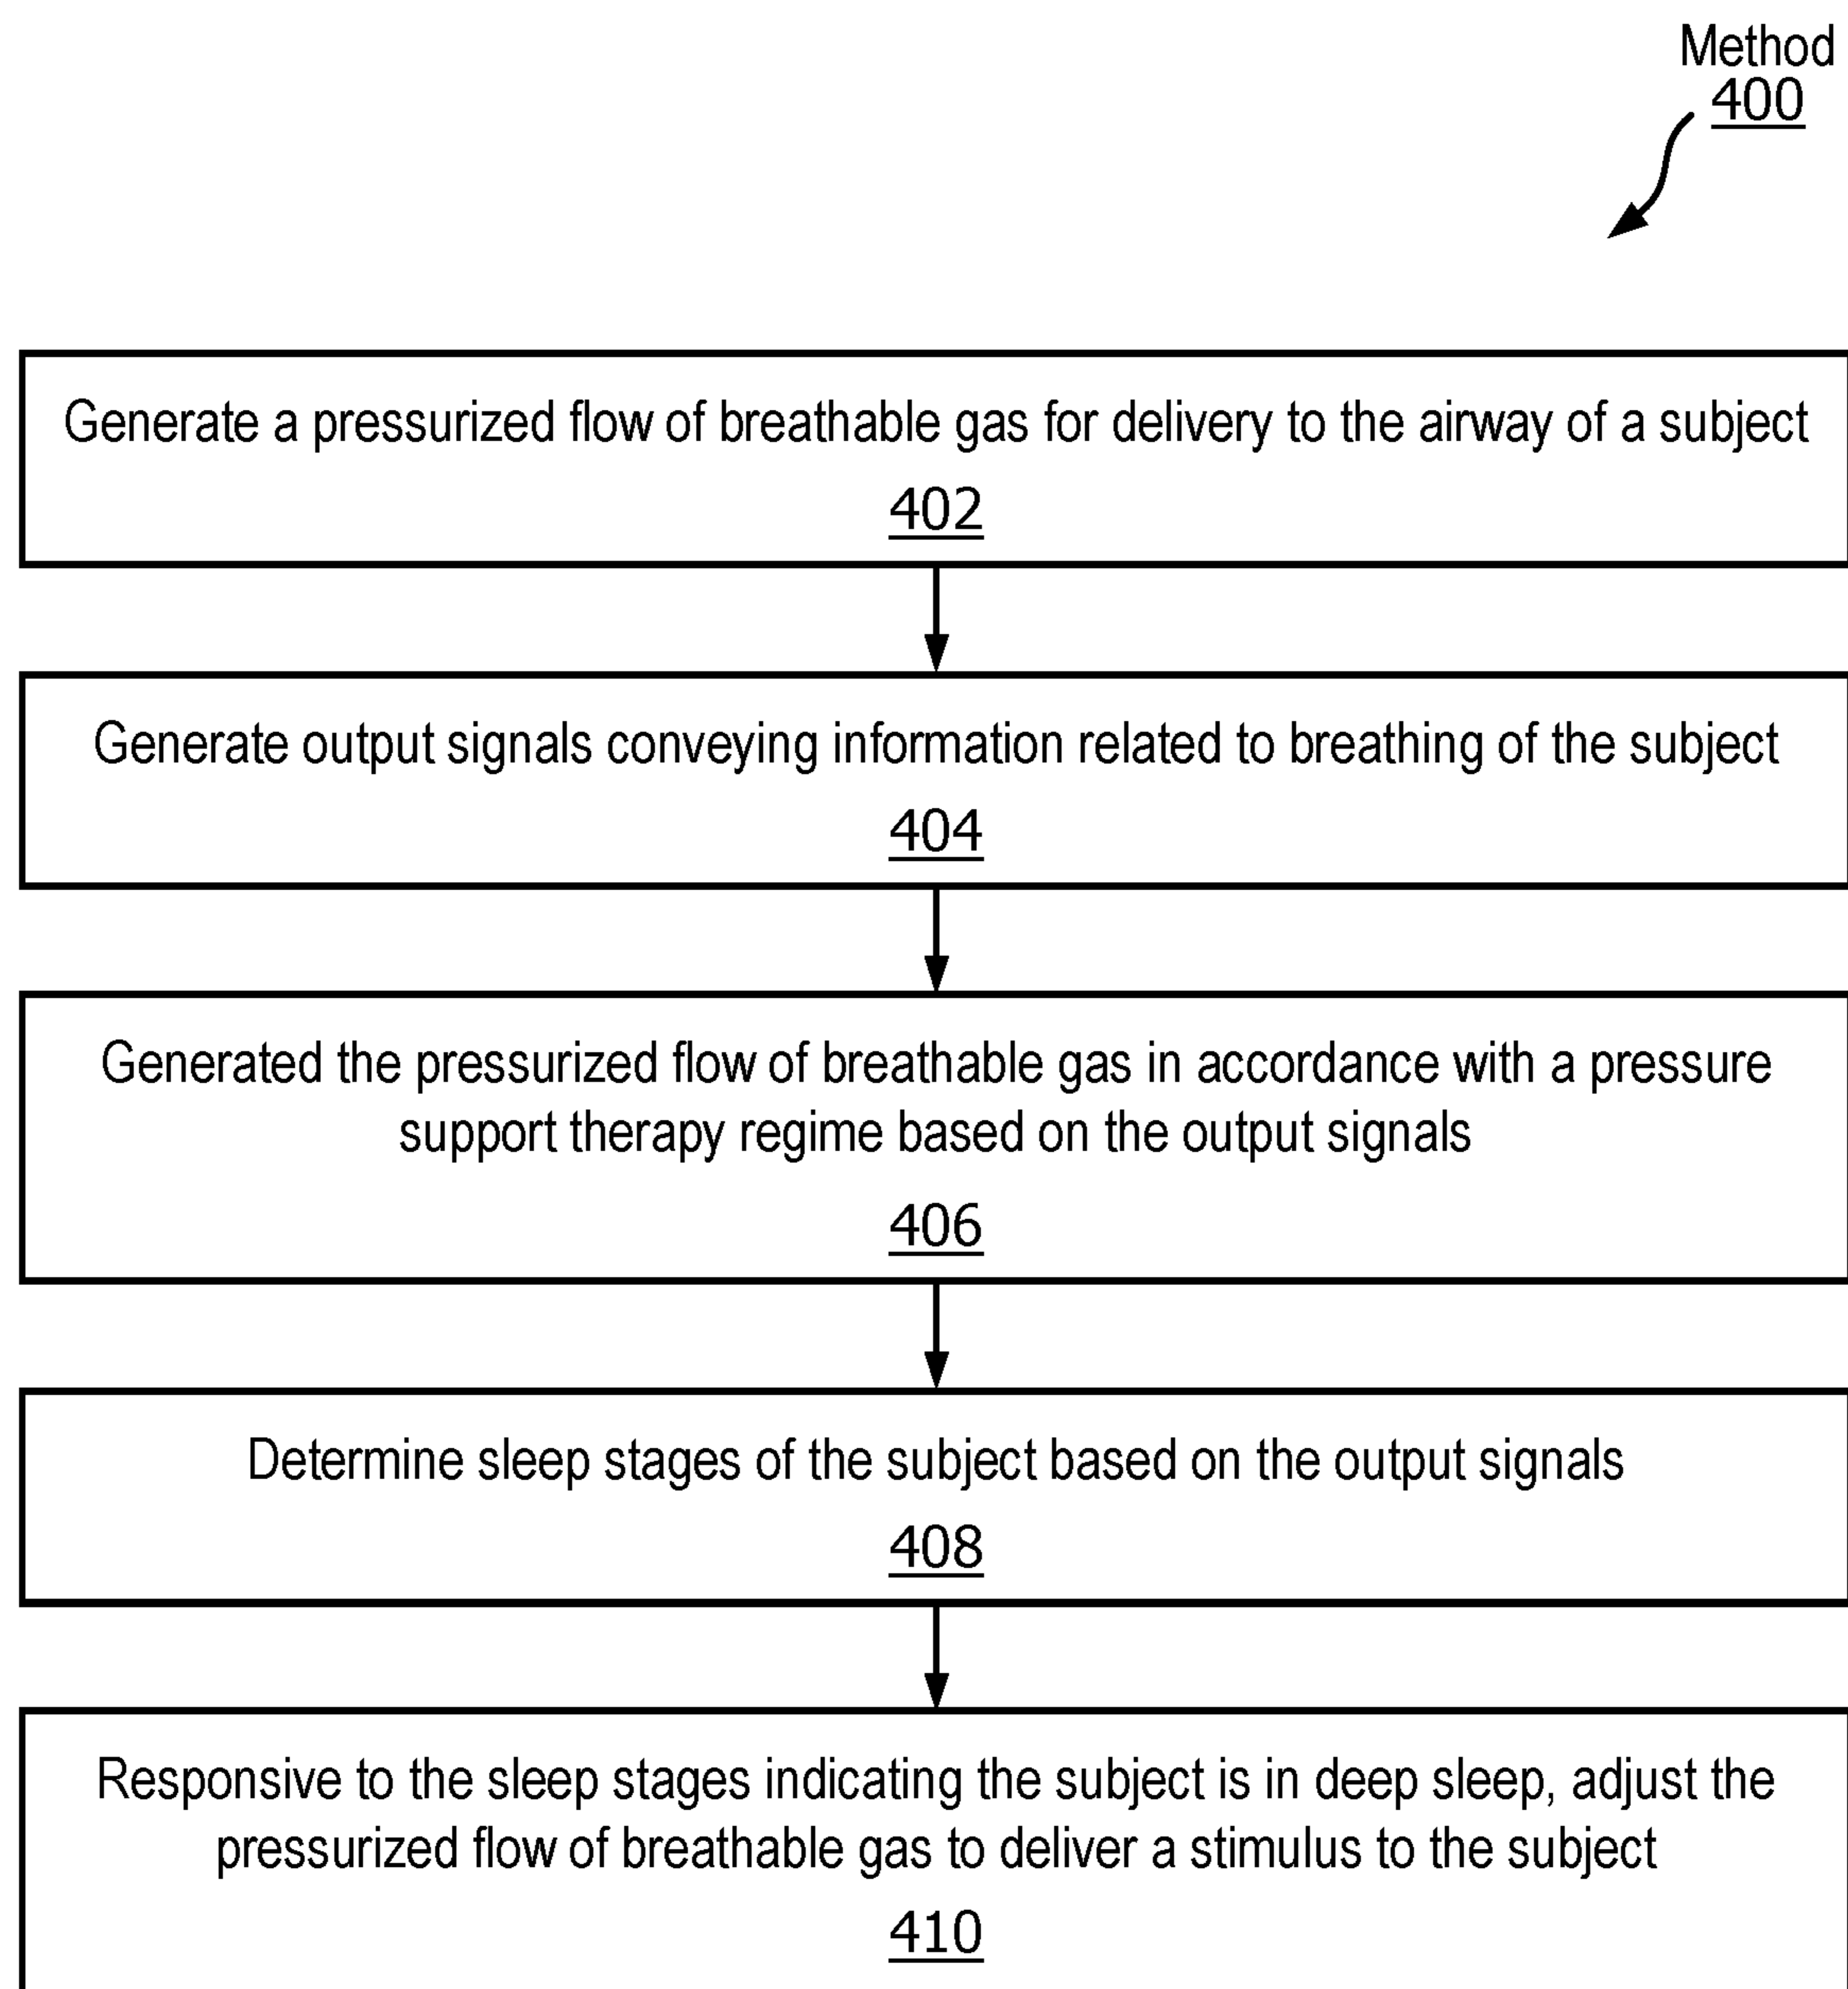 Method
400
Generate a pressurized flow of breathable gas for delivery to the airway of a subject
402
Generate output signals conveying information related to breathing of the subject
404
Generated the pressurized flow of breathable gas in accordance with a pressure
support therapy regime based on the output signals
406
Determine sleep stages of the subject based on the output signals
408
Responsive to the sleep stages indicating the subject is in deep sleep, adjust the
pressurized flow of breathable gas to deliver a stimulus to the subject
410